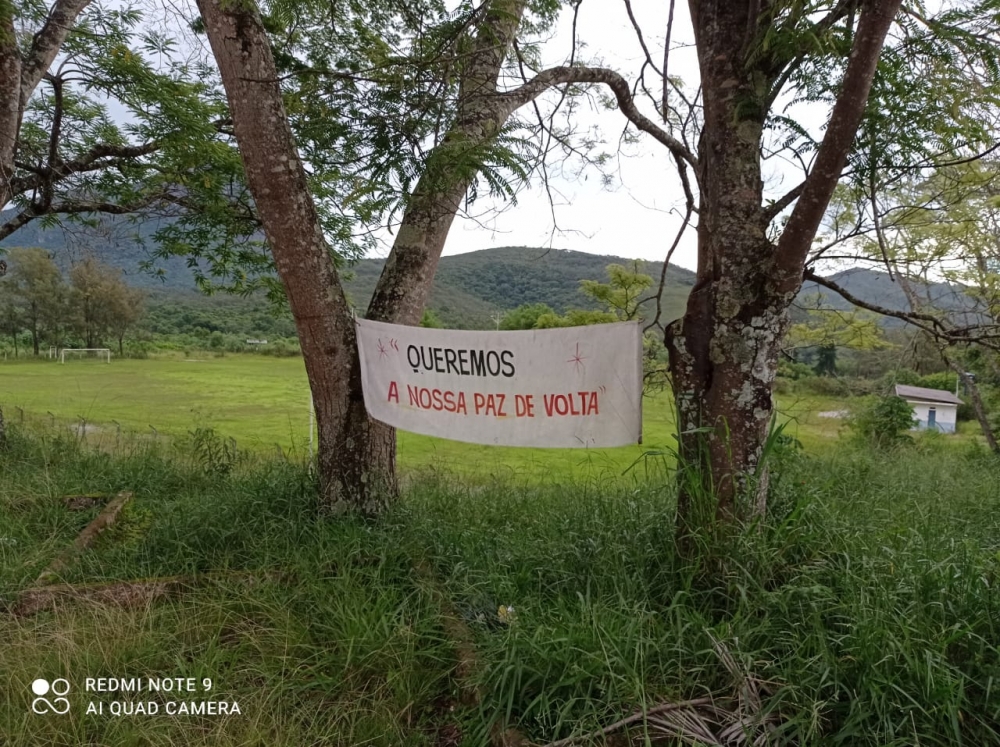 " QUEREMOS
A NOSSA PAZ DE VOLTA"
REDMI NOTE 9
AI QUAD CAMERA